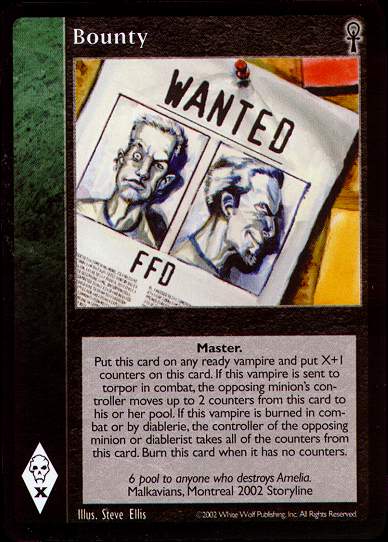 Bounty
WANTED
FFD
Master.
Put this card on any ready vampire and put X+1
counters on this card. If this vampire is sent to
torpor in combat, the opposing minion's con-
troller moves up to 2 counters from this card to
his or her pool. If this vampire is burned in com-
bat or by diablerie, the controller of the opposing
minion or diablerist takes all of the counters from
this card. Burn this card when it has no counters.
6 pool to anyone who destroys Amelia.
Malkavians, Montreal 2002 Storyline
X
Illus. Steve Ellis
©2002 White Wolf Publishing, Inc. All Rights Reserved.